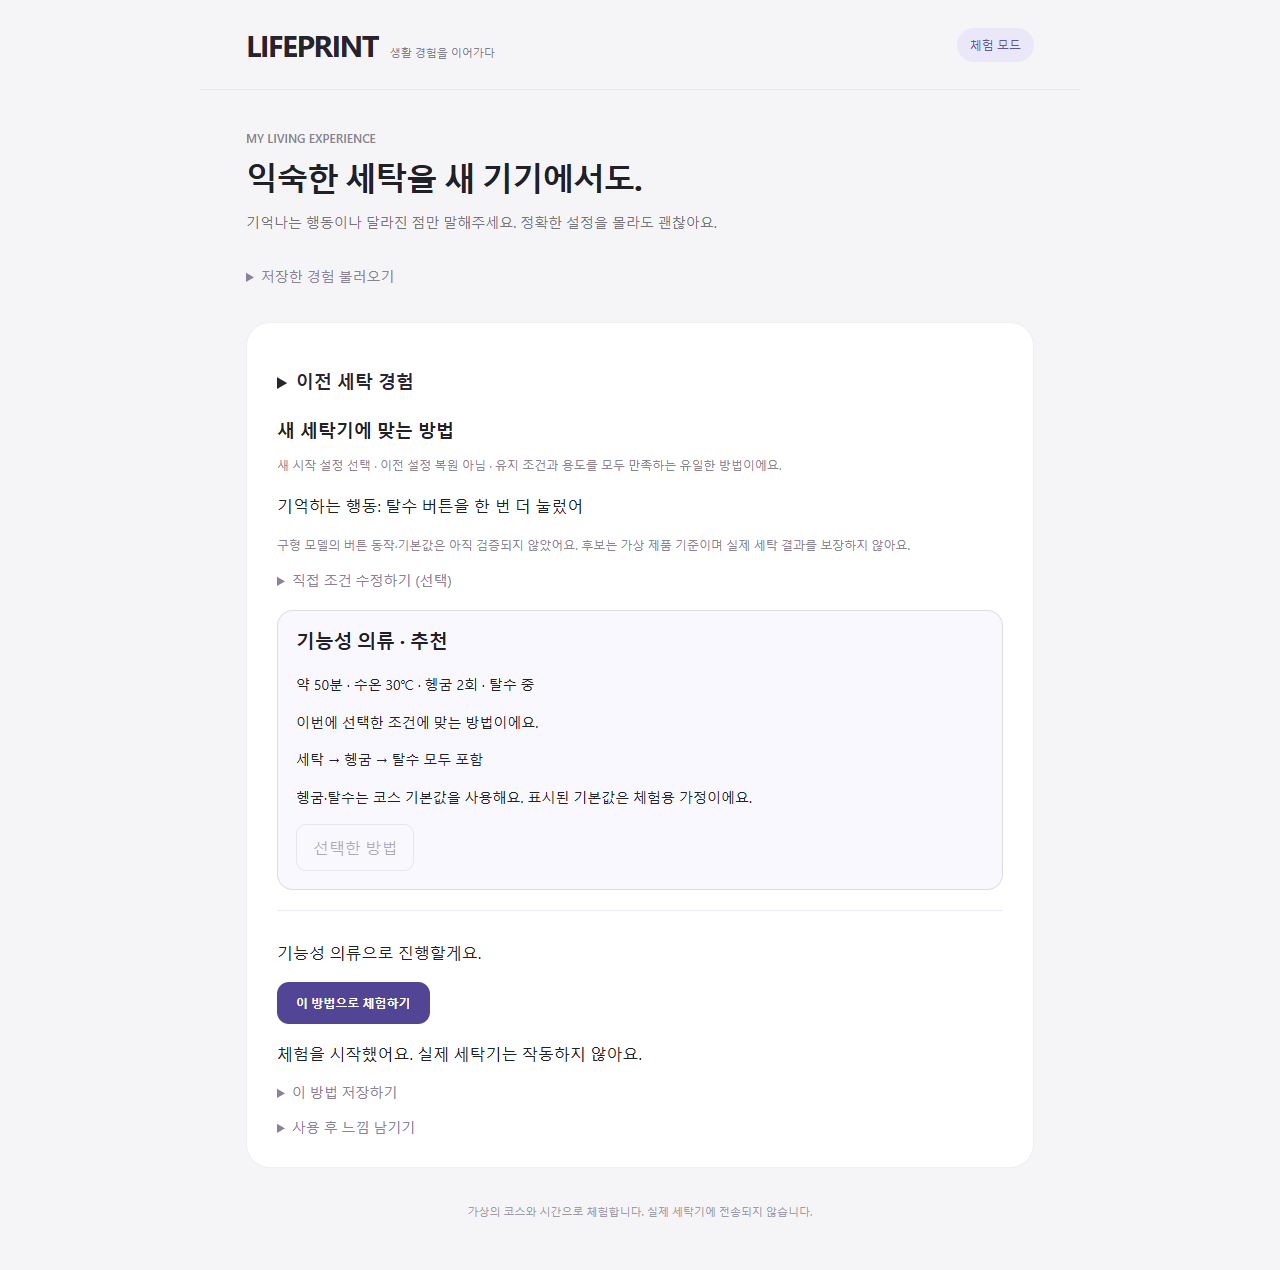 LIFEPRINT 생활 경험을 이어가다
체험 모드
MY LIVING EXPERIENCE
익숙한 세탁을 새 기기에서도.
기억나는 행동이나 달라진 점만 말해주세요. 정확한 설정을 몰라도 괜찮아요.
▶ 저장한 경험 불러오기
▶ 이전 세탁 경험
새 세탁기에 맞는 방법
새 시작 설정 선택 · 이전 설정 복원 아님 · 유지 조건과 용도를 모두 만족하는 유일한 방법이에요.
기억하는 행동: 탈수 버튼을 한 번 더 눌렀어
구형 모델의 버튼 동작·기본값은 아직 검증되지 않았어요. 후보는 가상 제품 기준이며 실제 세탁 결과를 보장하지 않아요.
▶ 직접 조건 수정하기 (선택)
기능성 의류 · 추천
약 50분 · 수온 30℃ · 헹굼 2회 · 탈수 중
이번에 선택한 조건에 맞는 방법이에요.
세탁 → 헹굼 → 탈수 모두 포함
헹굼·탈수는 코스 기본값을 사용해요. 표시된 기본값은 체험용 가정이에요.
선택한 방법
기능성 의류으로 진행할게요.
이 방법으로 체험하기
체험을 시작했어요. 실제 세탁기는 작동하지 않아요.
▶ 이 방법 저장하기
▶ 사용 후 느낌 남기기
가상의 코스와 시간으로 체험합니다. 실제 세탁기에 전송되지 않습니다.